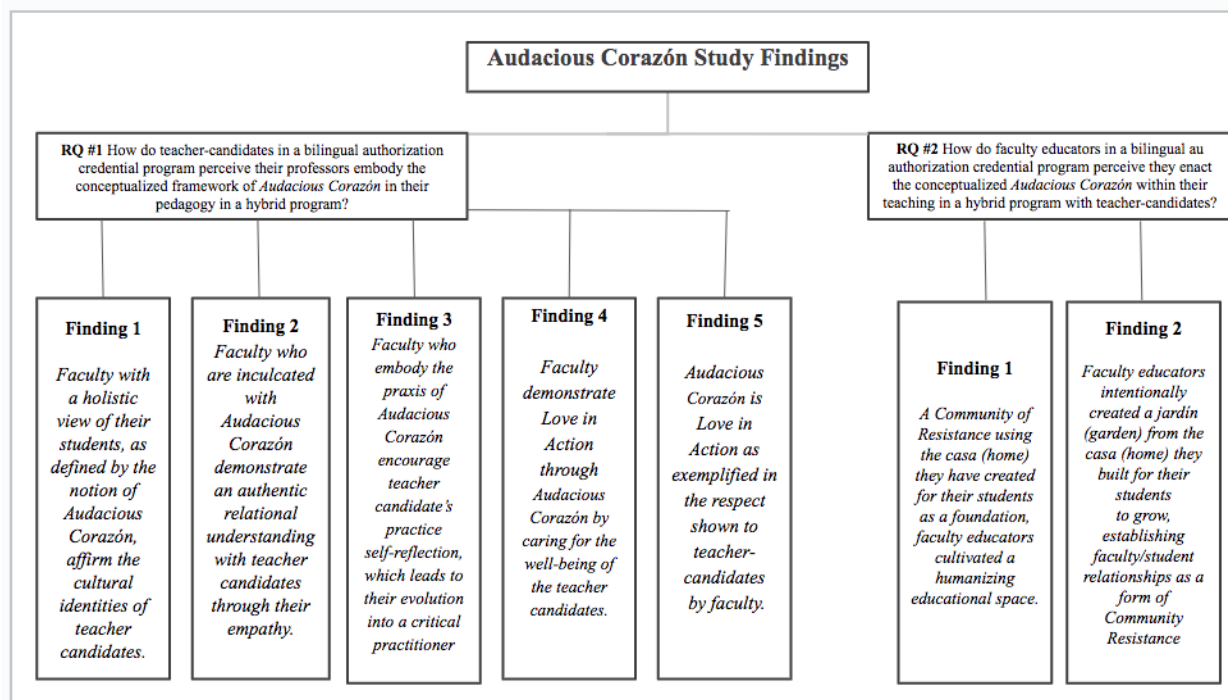 Audacious Corazón Study Findings
RQ #1 How do teacher-candidates in a bilingual authorization
credential program perceive their professors embody the
conceptualized framework of Audacious Corazón in their
pedagogy in a hybrid program?
RQ #2 How do faculty educators in a bilingual au
authorization credential program perceive they enact
the conceptualized Audacious Corazón within their
teaching in a hybrid program with teacher-candidates?
Finding 1
Faculty with
a holistic
view of their
students, as
defined by the
notion of
Audacious
Corazón,
affirm the
cultural
identities of
teacher
candidates.
Finding 2
Faculty who
are inculcated
with
Audacious
Corazón
demonstrate
an authentic
relational
understanding
with teacher
candidates
through their
empathy.
Finding 3
Faculty who
embody the
praxis of
Audacious
Corazón
encourage
teacher
candidate's
practice
self-reflection,
which leads to
their evolution
into a critical
practitioner
Finding 4
Faculty
demonstrate
Love in
Action
through
Audacious
Corazón by
caring for the
well-being of
the teacher
candidates.
Finding 5
Audacious
Corazón is
Love in
Action as
exemplified in
the respect
shown to
teacher-
candidates
by faculty.
Finding 1
A Community of
Resistance using
the casa (home)
they have created
for their students
as a foundation,
faculty educators
cultivated a
humanizing
educational space.
Finding 2
Faculty educators
intentionally
created a jardín
(garden) from the
casa (home) they
built for their
students
to grow,
establishing
faculty/student
relationships as a
form of
Community
Resistance